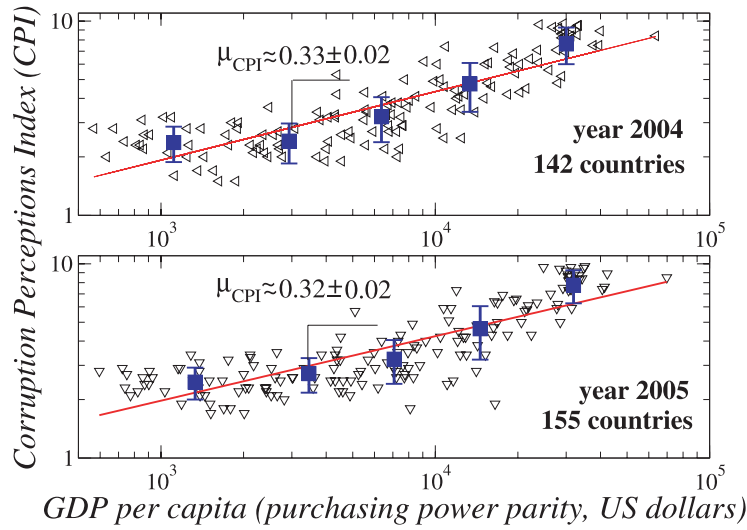 Corruption Perceptions Index (CPI)
10
1
μCPI≈0.33±0.02
year 2004
142 countries
10³ 10⁴ 10⁵
10
1
μCPI≈0.32±0.02
year 2005
155 countries
10³ 10⁴ 10⁵
GDP per capita (purchasing power parity, US dollars)